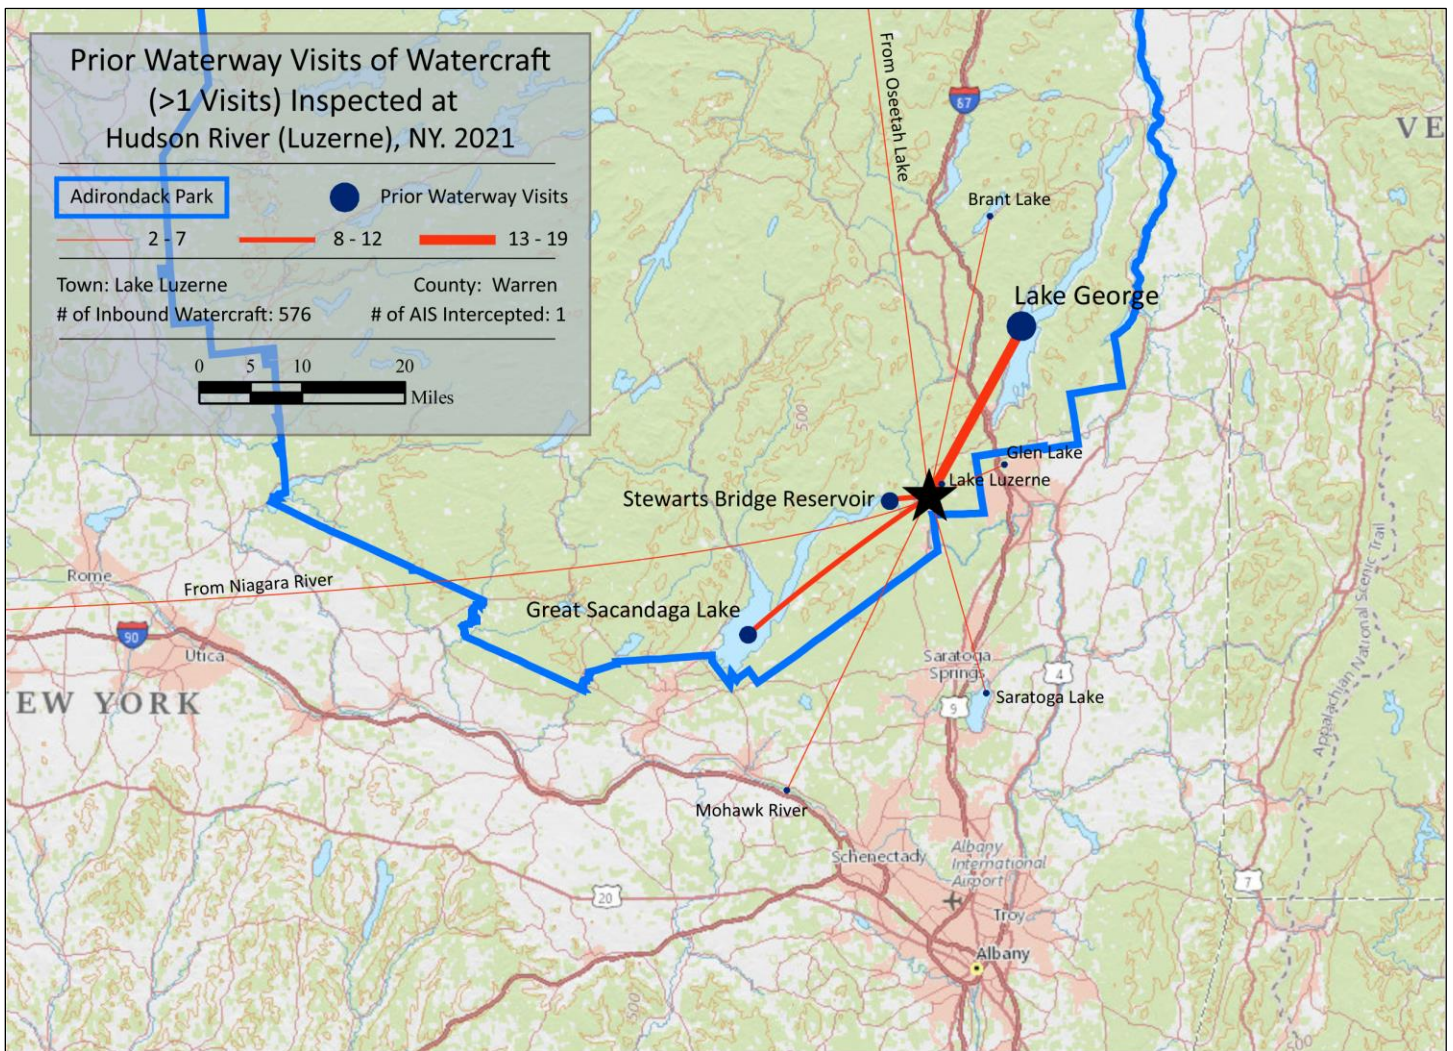 Prior Waterway Visits of Watercraft
(>1 Visits) Inspected at
Hudson River (Luzerne), NY. 2021
Adirondack Park
Prior Waterway Visits
2 - 7
8 - 12
13 - 19
Town: Lake Luzerne
County: Warren
# of Inbound Watercraft: 576
# of AIS Intercepted: 1
0 5 10 20
Miles
From Oseetah Lake
87
VE
Brant Lake
Lake George
500
Glen Lake
Lake Luzerne
Stewarts Bridge Reservoir
From Niagara River
Rome
Great Sacandaga Lake
90
Utica
EW YORK
Saratoga
Springs
4
9
Saratoga Lake
Appalachian National Scenic Trail
Mohawk River
Schenectady
Albany
International
Airport
7
20
Troy
Albany
500
500